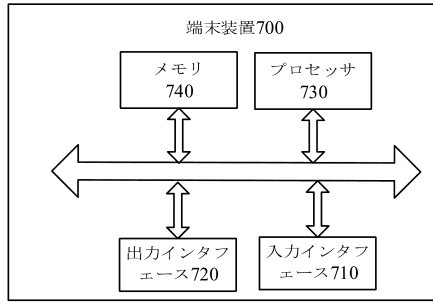 端末装置700
メモリ
740
プロセッサ
730
出力インタフ
ェース720
入力インタフ
ェース710